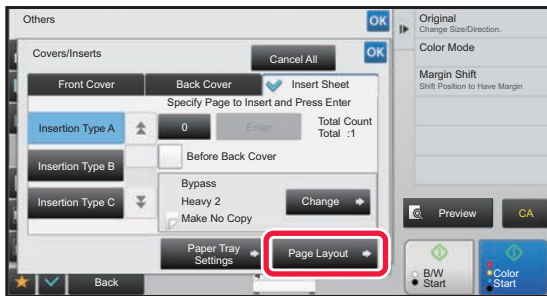 Others
OK
Covers/Inserts
Cancel All
OK
Front Cover
Back Cover
Insert Sheet
Specify Page to Insert and Press Enter
Insertion Type A
0
Enter
Total Count
Total :1
Before Back Cover
Insertion Type B
Bypass
Heavy 2
Make No Copy
Insertion Type C
Change
Paper Tray
Settings
Page Layout
Back
Original
Change Size/Direction.
Color Mode
Margin Shift
Shift Position to Have Margin
Preview
CA
B/W
Start
Color
Start